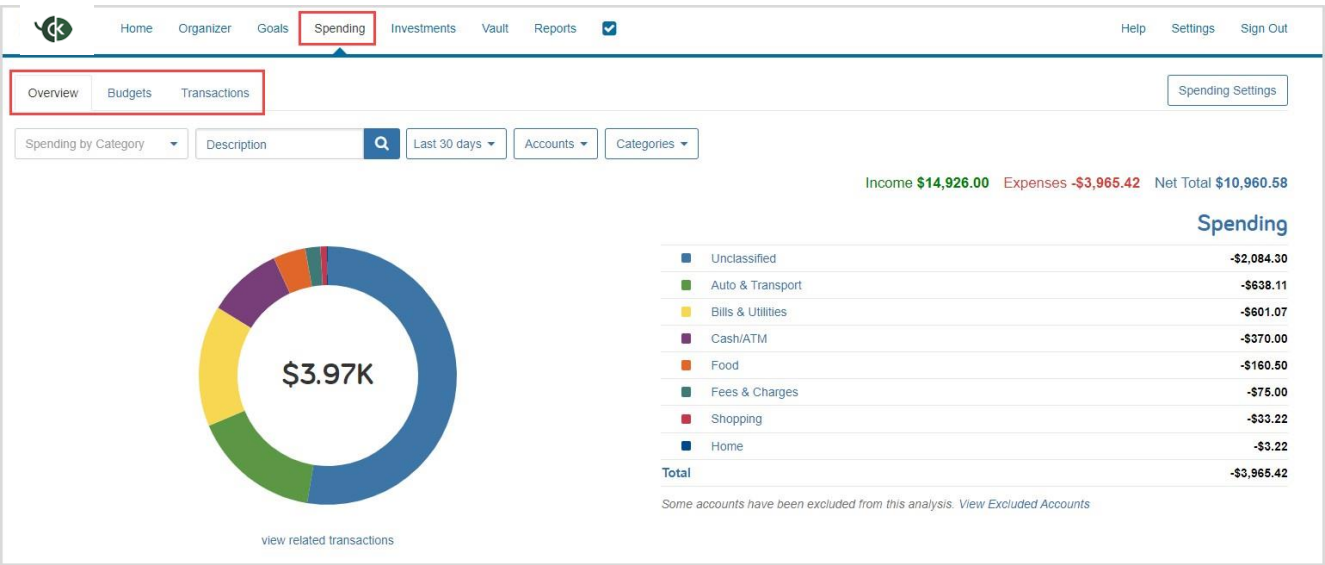 Home Organizer Goals Spending Investments Vault Reports Help Settings Sign Out
Overview Budgets Transactions Spending Settings
Spending by Category Description Last 30 days Accounts Categories
Income $14,926.00 Expenses -$3,965.42 Net Total $10,960.58
Spending
Unclassified -$2,084.30
Auto & Transport -$638.11
Bills & Utilities -$601.07
Cash/ATM -$370.00
Food -$160.50
Fees & Charges -$75.00
Shopping -$33.22
Home -$3.22
Total -$3,965.42
Some accounts have been excluded from this analysis. View Excluded Accounts
$3.97K
view related transactions